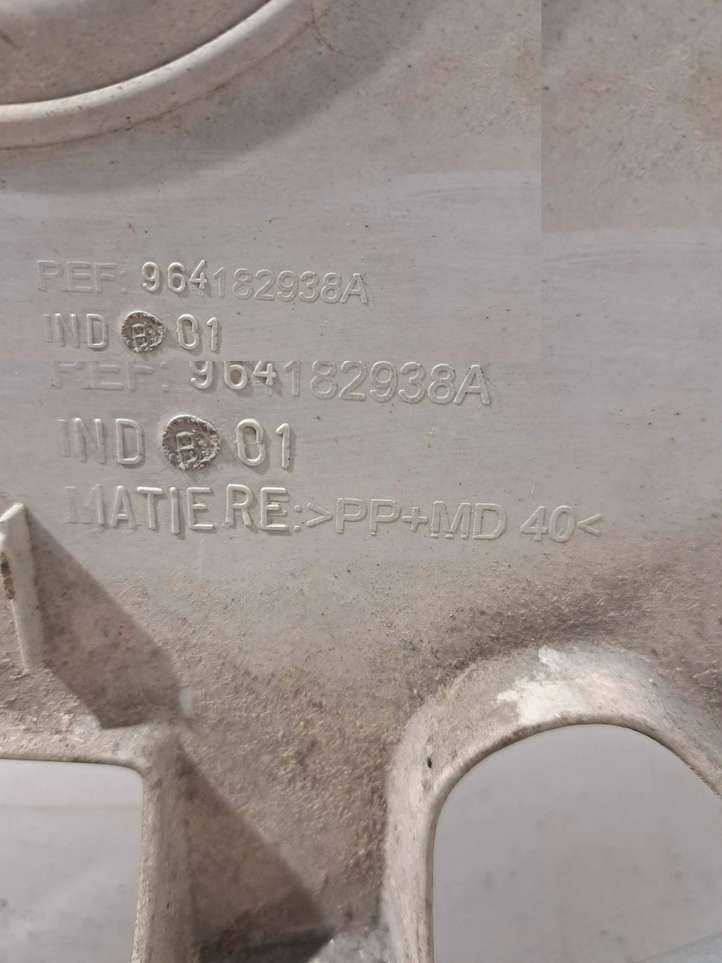 REF: 964182938A
IND B 01
REF: 964182938A
IND B 01
MATIERE:>PP+MD 40<